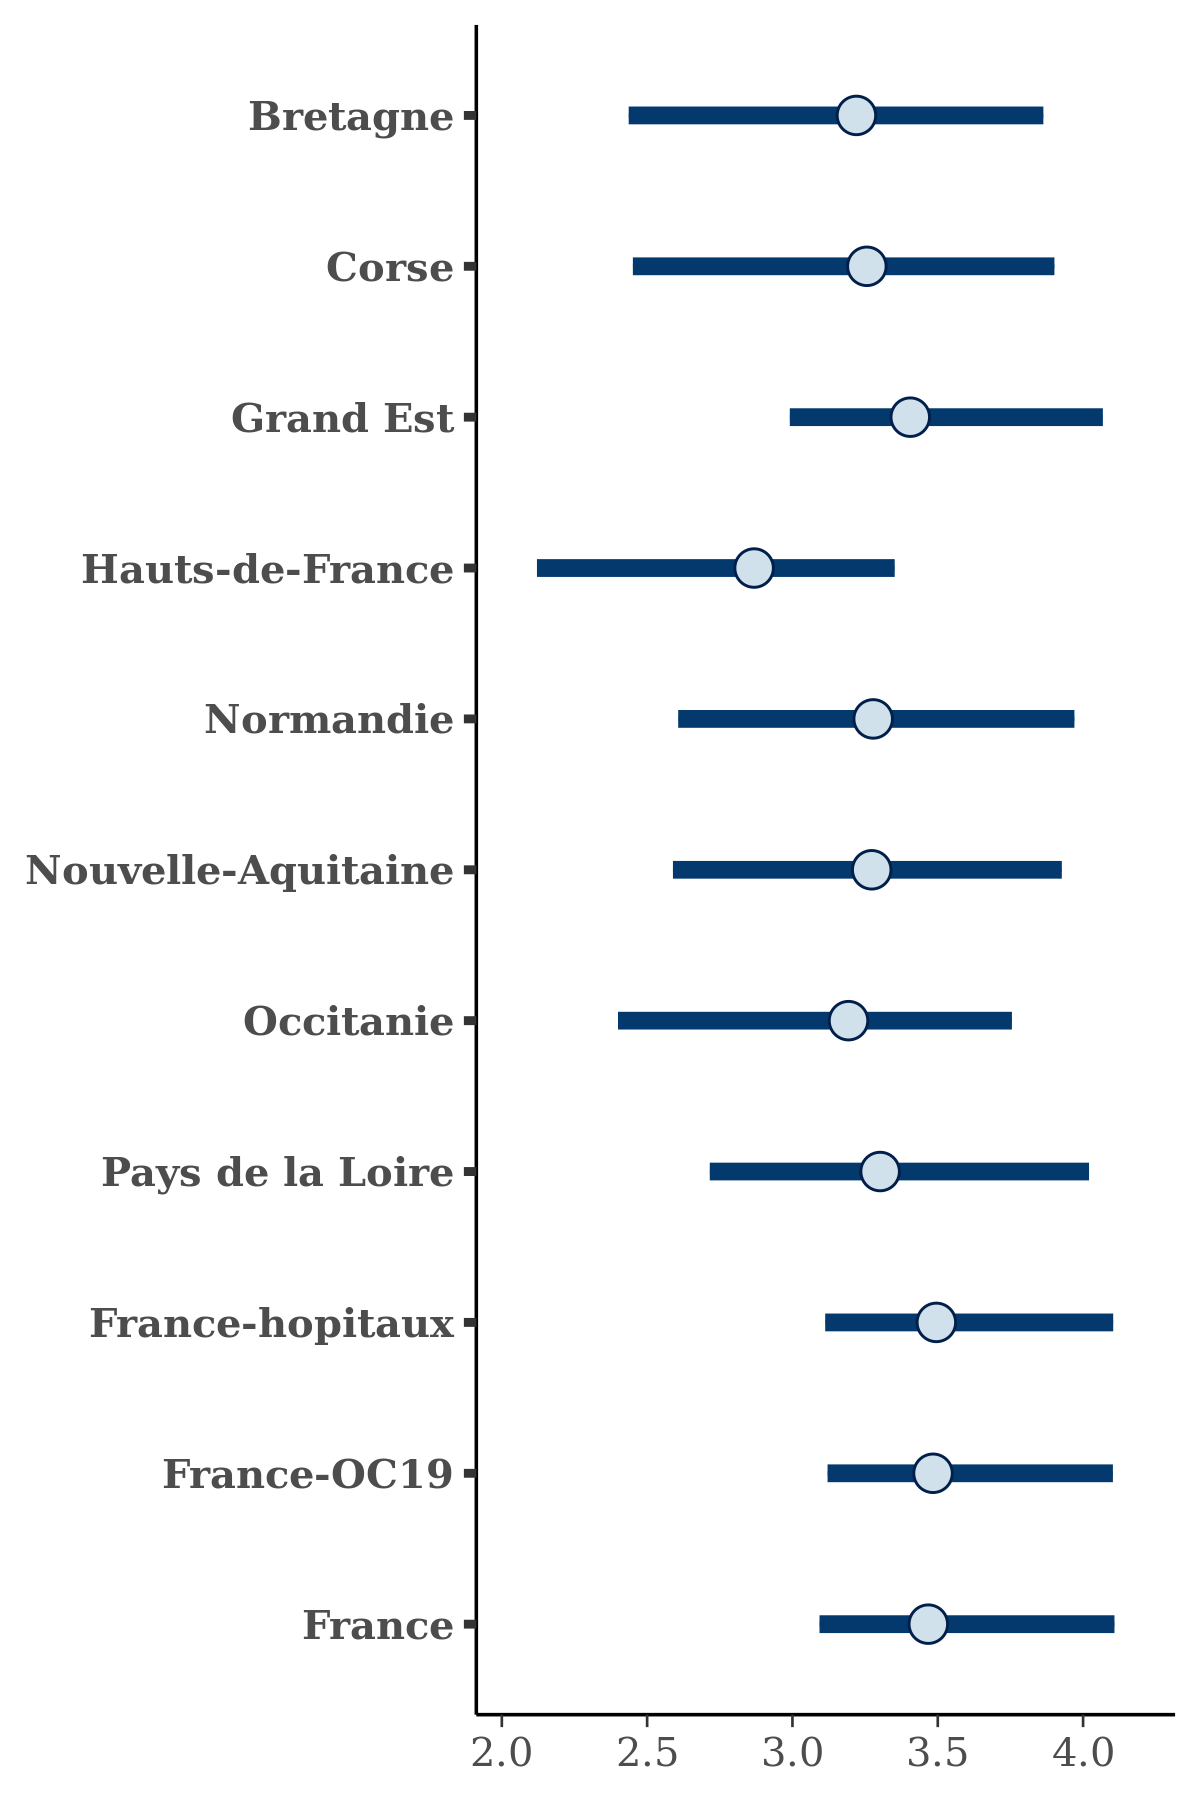 Bretagne
Corse
Grand Est
Hauts-de-France
Normandie
Nouvelle-Aquitaine
Occitanie
Pays de la Loire
France-hopitaux
France-OC19
France
2.0 2.5 3.0 3.5 4.0